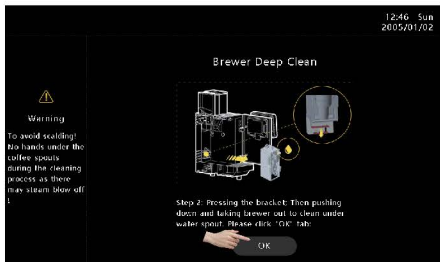 12:46 Sun
2005/01/02
Brewer Deep Clean
Warning
To avoid scalding!
No hands under the
coffee spouts
during the cleaning
process as there
may steam blow off
!
Step 2: Pressing the bracket; Then pushing
down and taking brewer out to clean under
water spout. Please click "OK" tab:
OK